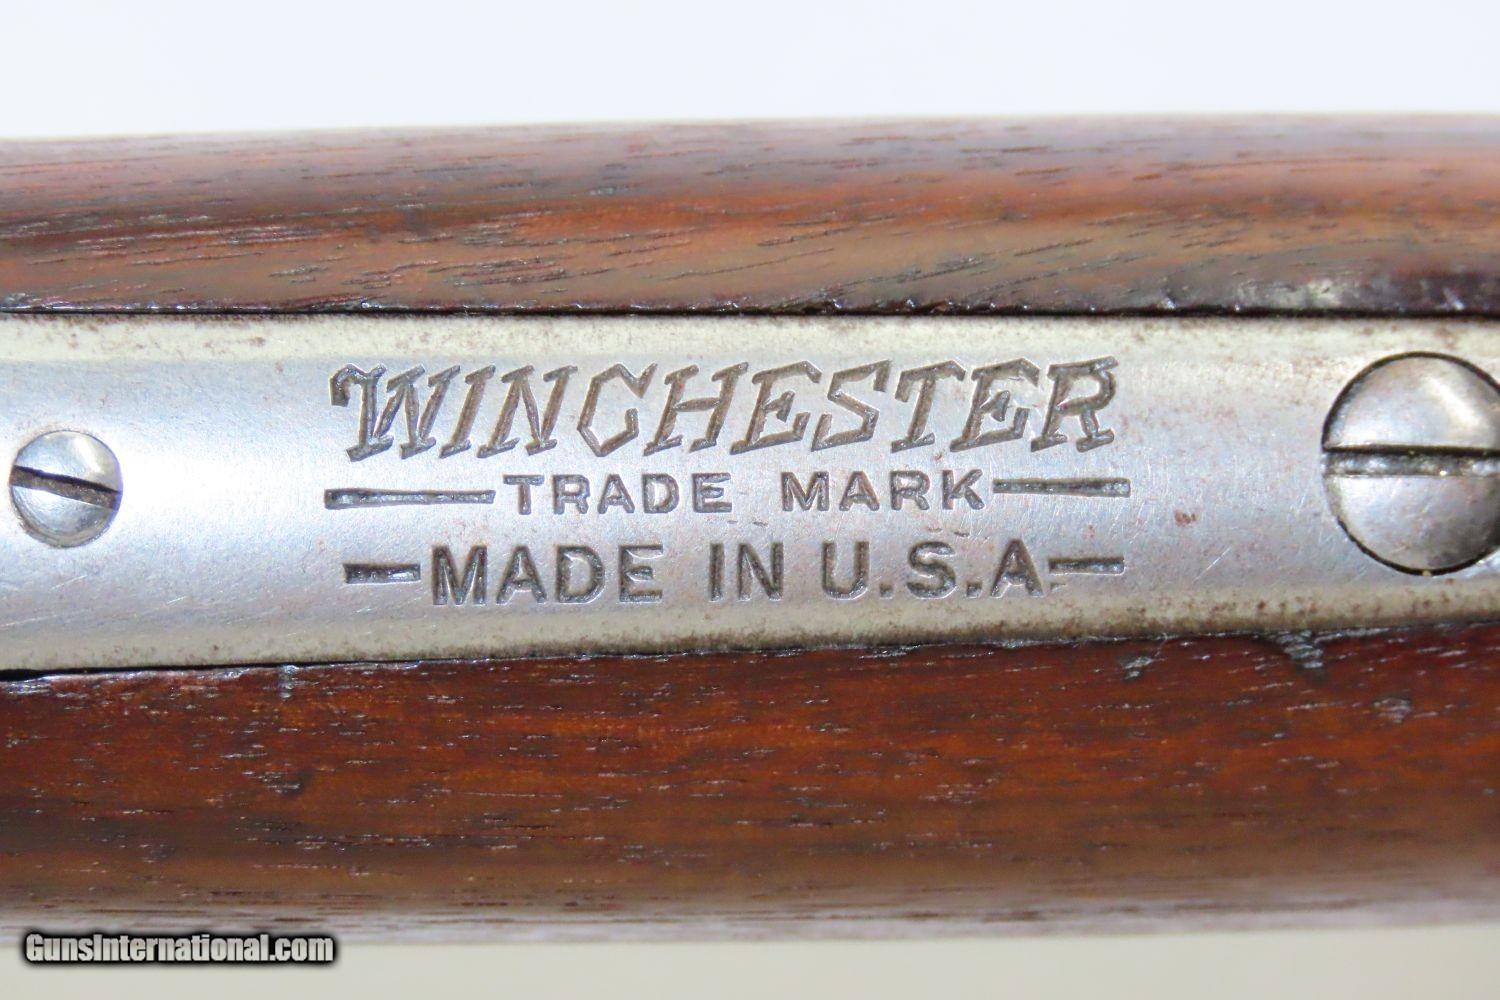 WINCHESTER
TRADE MARK
MADE IN U.S.A
GunsInternational.com